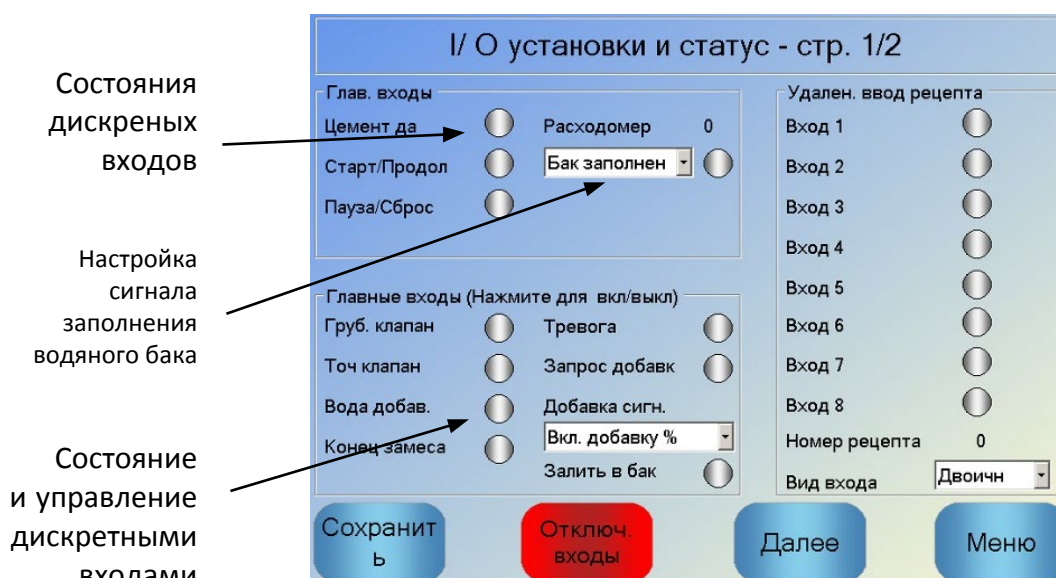 I/ О установки и статус - стр. 1/2
Состояния
дискреных
входов
Настройка
сигнала
заполнения
водяного бака
Состояние
и управление
дискретными
входами
Глав. входы
Цемент да
Расходомер 0
Старт/Продол
Бак заполнен
Пауза/Сброс
Главные входы (Нажмите для вкл/выкл)
Груб. клапан
Тревога
Точ клапан
Запрос добавк
Вода добав.
Добавка сигн.
Вкл. добавку %
Конец замеса
Залить в бак
Удален. ввод рецепта
Вход 1
Вход 2
Вход 3
Вход 4
Вход 5
Вход 6
Вход 7
Вход 8
Номер рецепта 0
Вид входа Двоичн
Сохранит
ь
Отключ.
входы
Далее
Меню